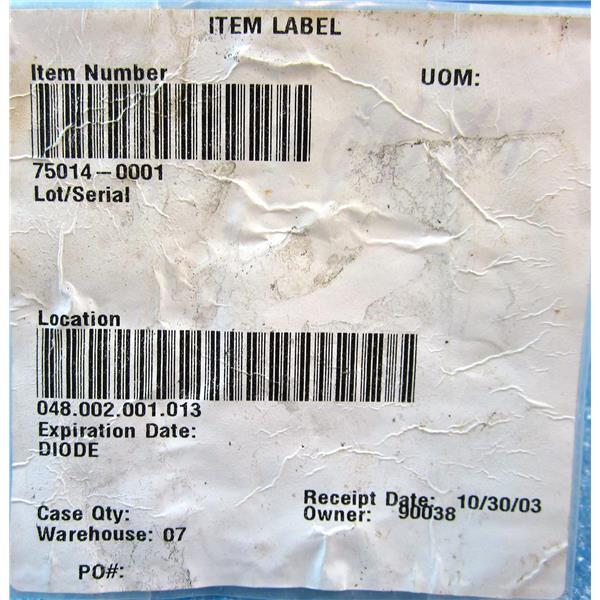 ITEM LABEL
Item Number
UOM:
75014-0001
Lot/Serial
Location
048.002.001.013
Expiration Date:
DIODE
Receipt Date: 10/30/03
Case Qty:
Owner: 90038
Warehouse: 07
PO#: